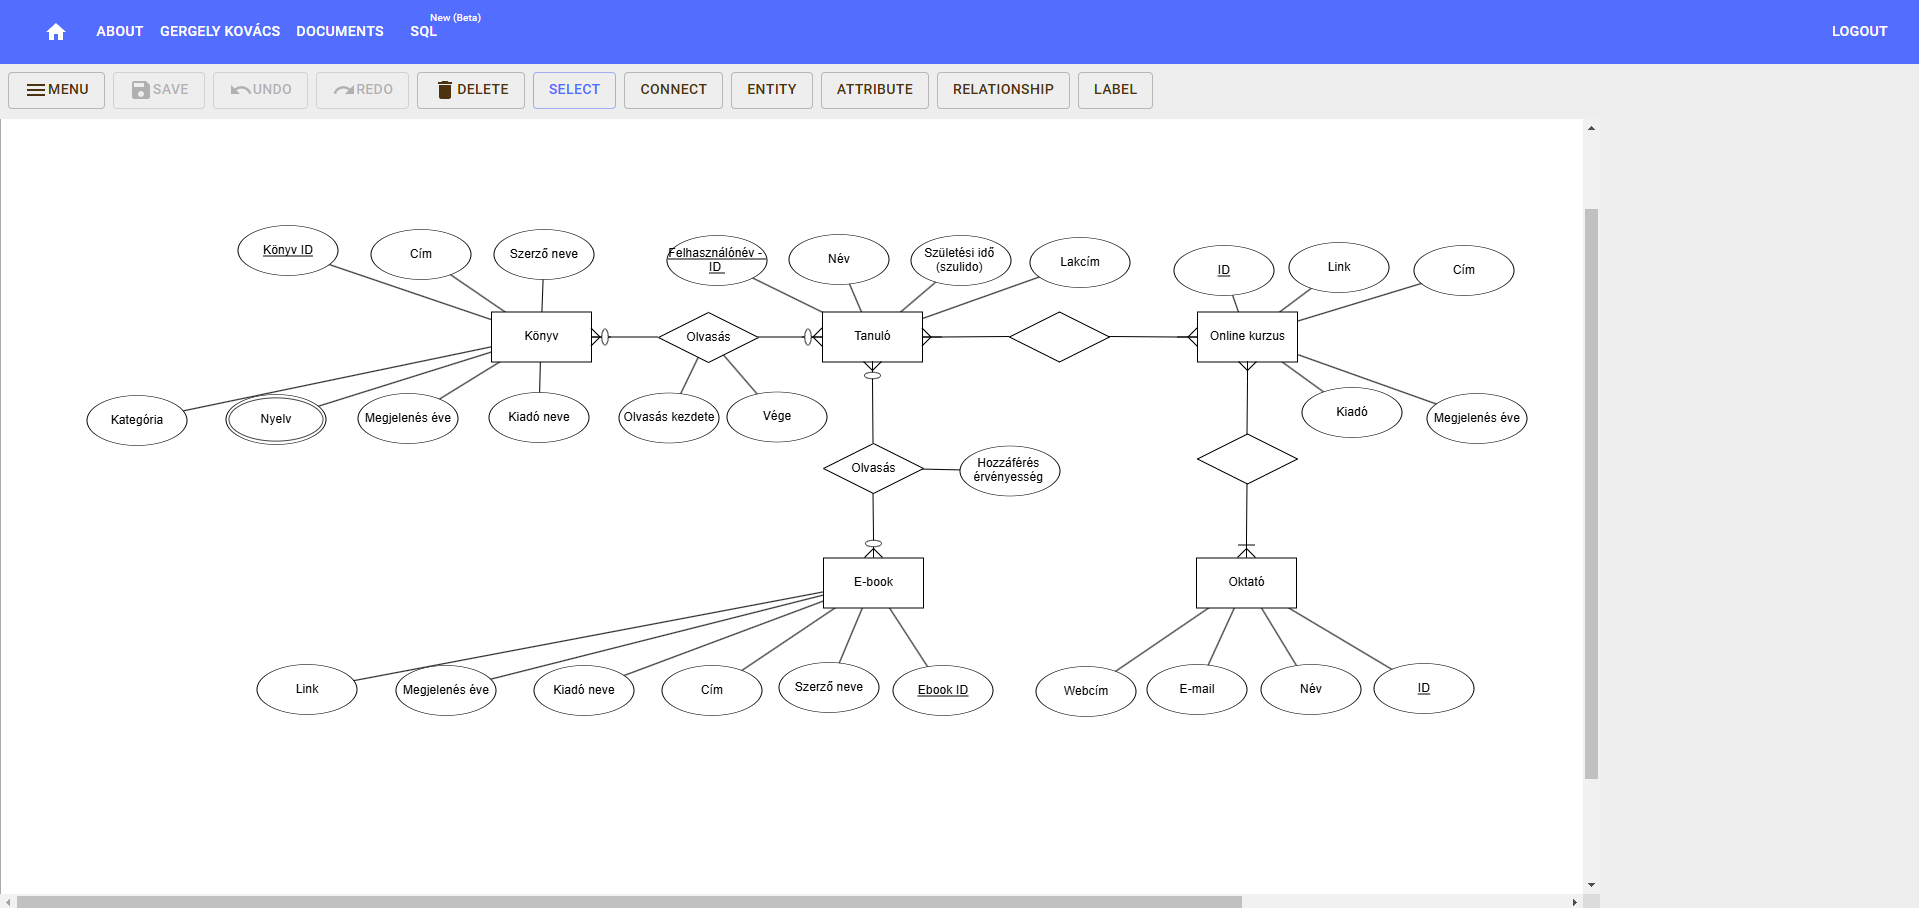 New (Beta)
ABOUT GERGELY KOVÁCS DOCUMENTS SQL LOGOUT
MENU SAVE UNDO REDO DELETE SELECT CONNECT ENTITY ATTRIBUTE RELATIONSHIP LABEL
Könyv ID
Cím
Szerző neve
Felhasználónév -
ID
Név
Születési idő
(szulido)
Lakcím
ID
Link
Cím
Könyv
Olvasás
Tanuló
Online kurzus
Kategória
Nyelv
Megjelenés éve
Kiadó neve
Olvasás kezdete
Vége
Kiadó
Megjelenés éve
Olvasás
Hozzáférés
érvényesség
E-book
Oktató
Link
Megjelenés éve
Kiadó neve
Cím
Szerző neve
Ebook ID
Webcím
E-mail
Név
ID